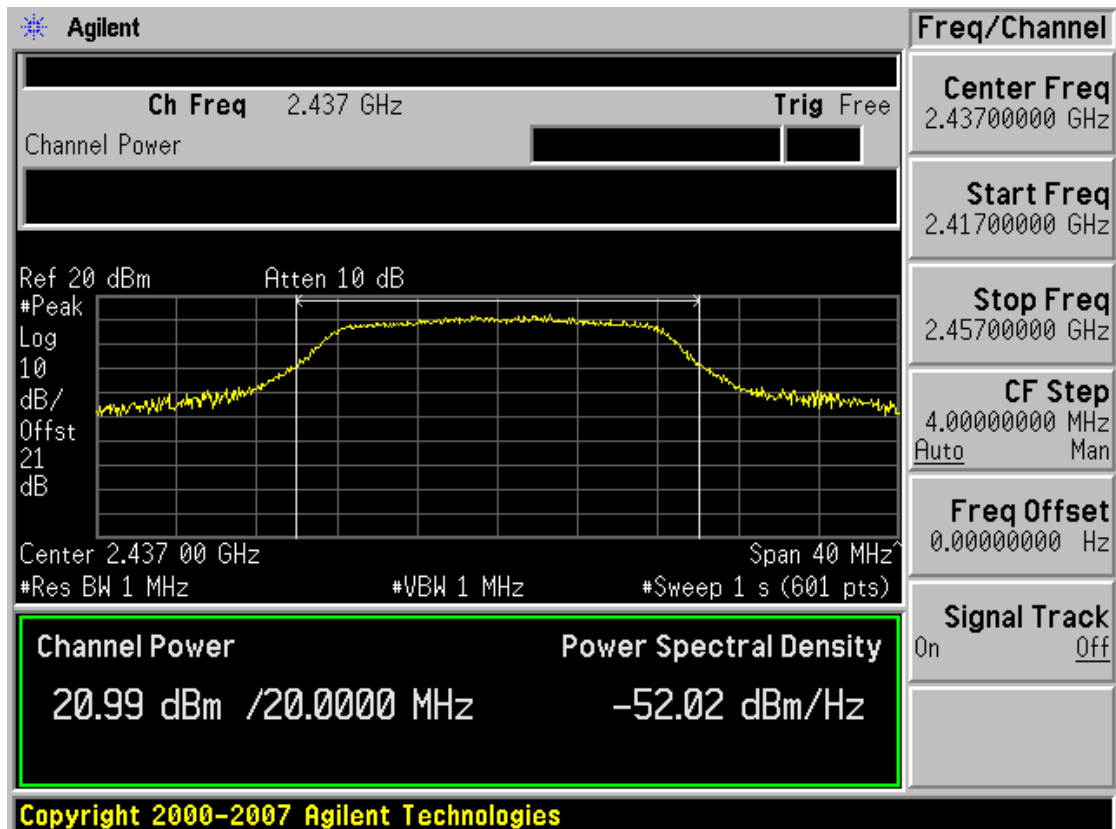 Agilent
Freq/Channel
Ch Freq 2.437 GHz Trig Free
Channel Power
Center Freq
2.43700000 GHz
Start Freq
2.41700000 GHz
Stop Freq
2.45700000 GHz
CF Step
4.00000000 MHz
Auto Man
Freq Offset
0.00000000 Hz
Signal Track
On Off
Ref 20 dBm Atten 10 dB
#Peak
Log
10
dB/
Offst
21
dB
Center 2.437 00 GHz Span 40 MHz^
#Res BW 1 MHz #VBW 1 MHz #Sweep 1 s (601 pts)
Channel Power Power Spectral Density
20.99 dBm /20.0000 MHz -52.02 dBm/Hz
Copyright 2000-2007 Agilent Technologies